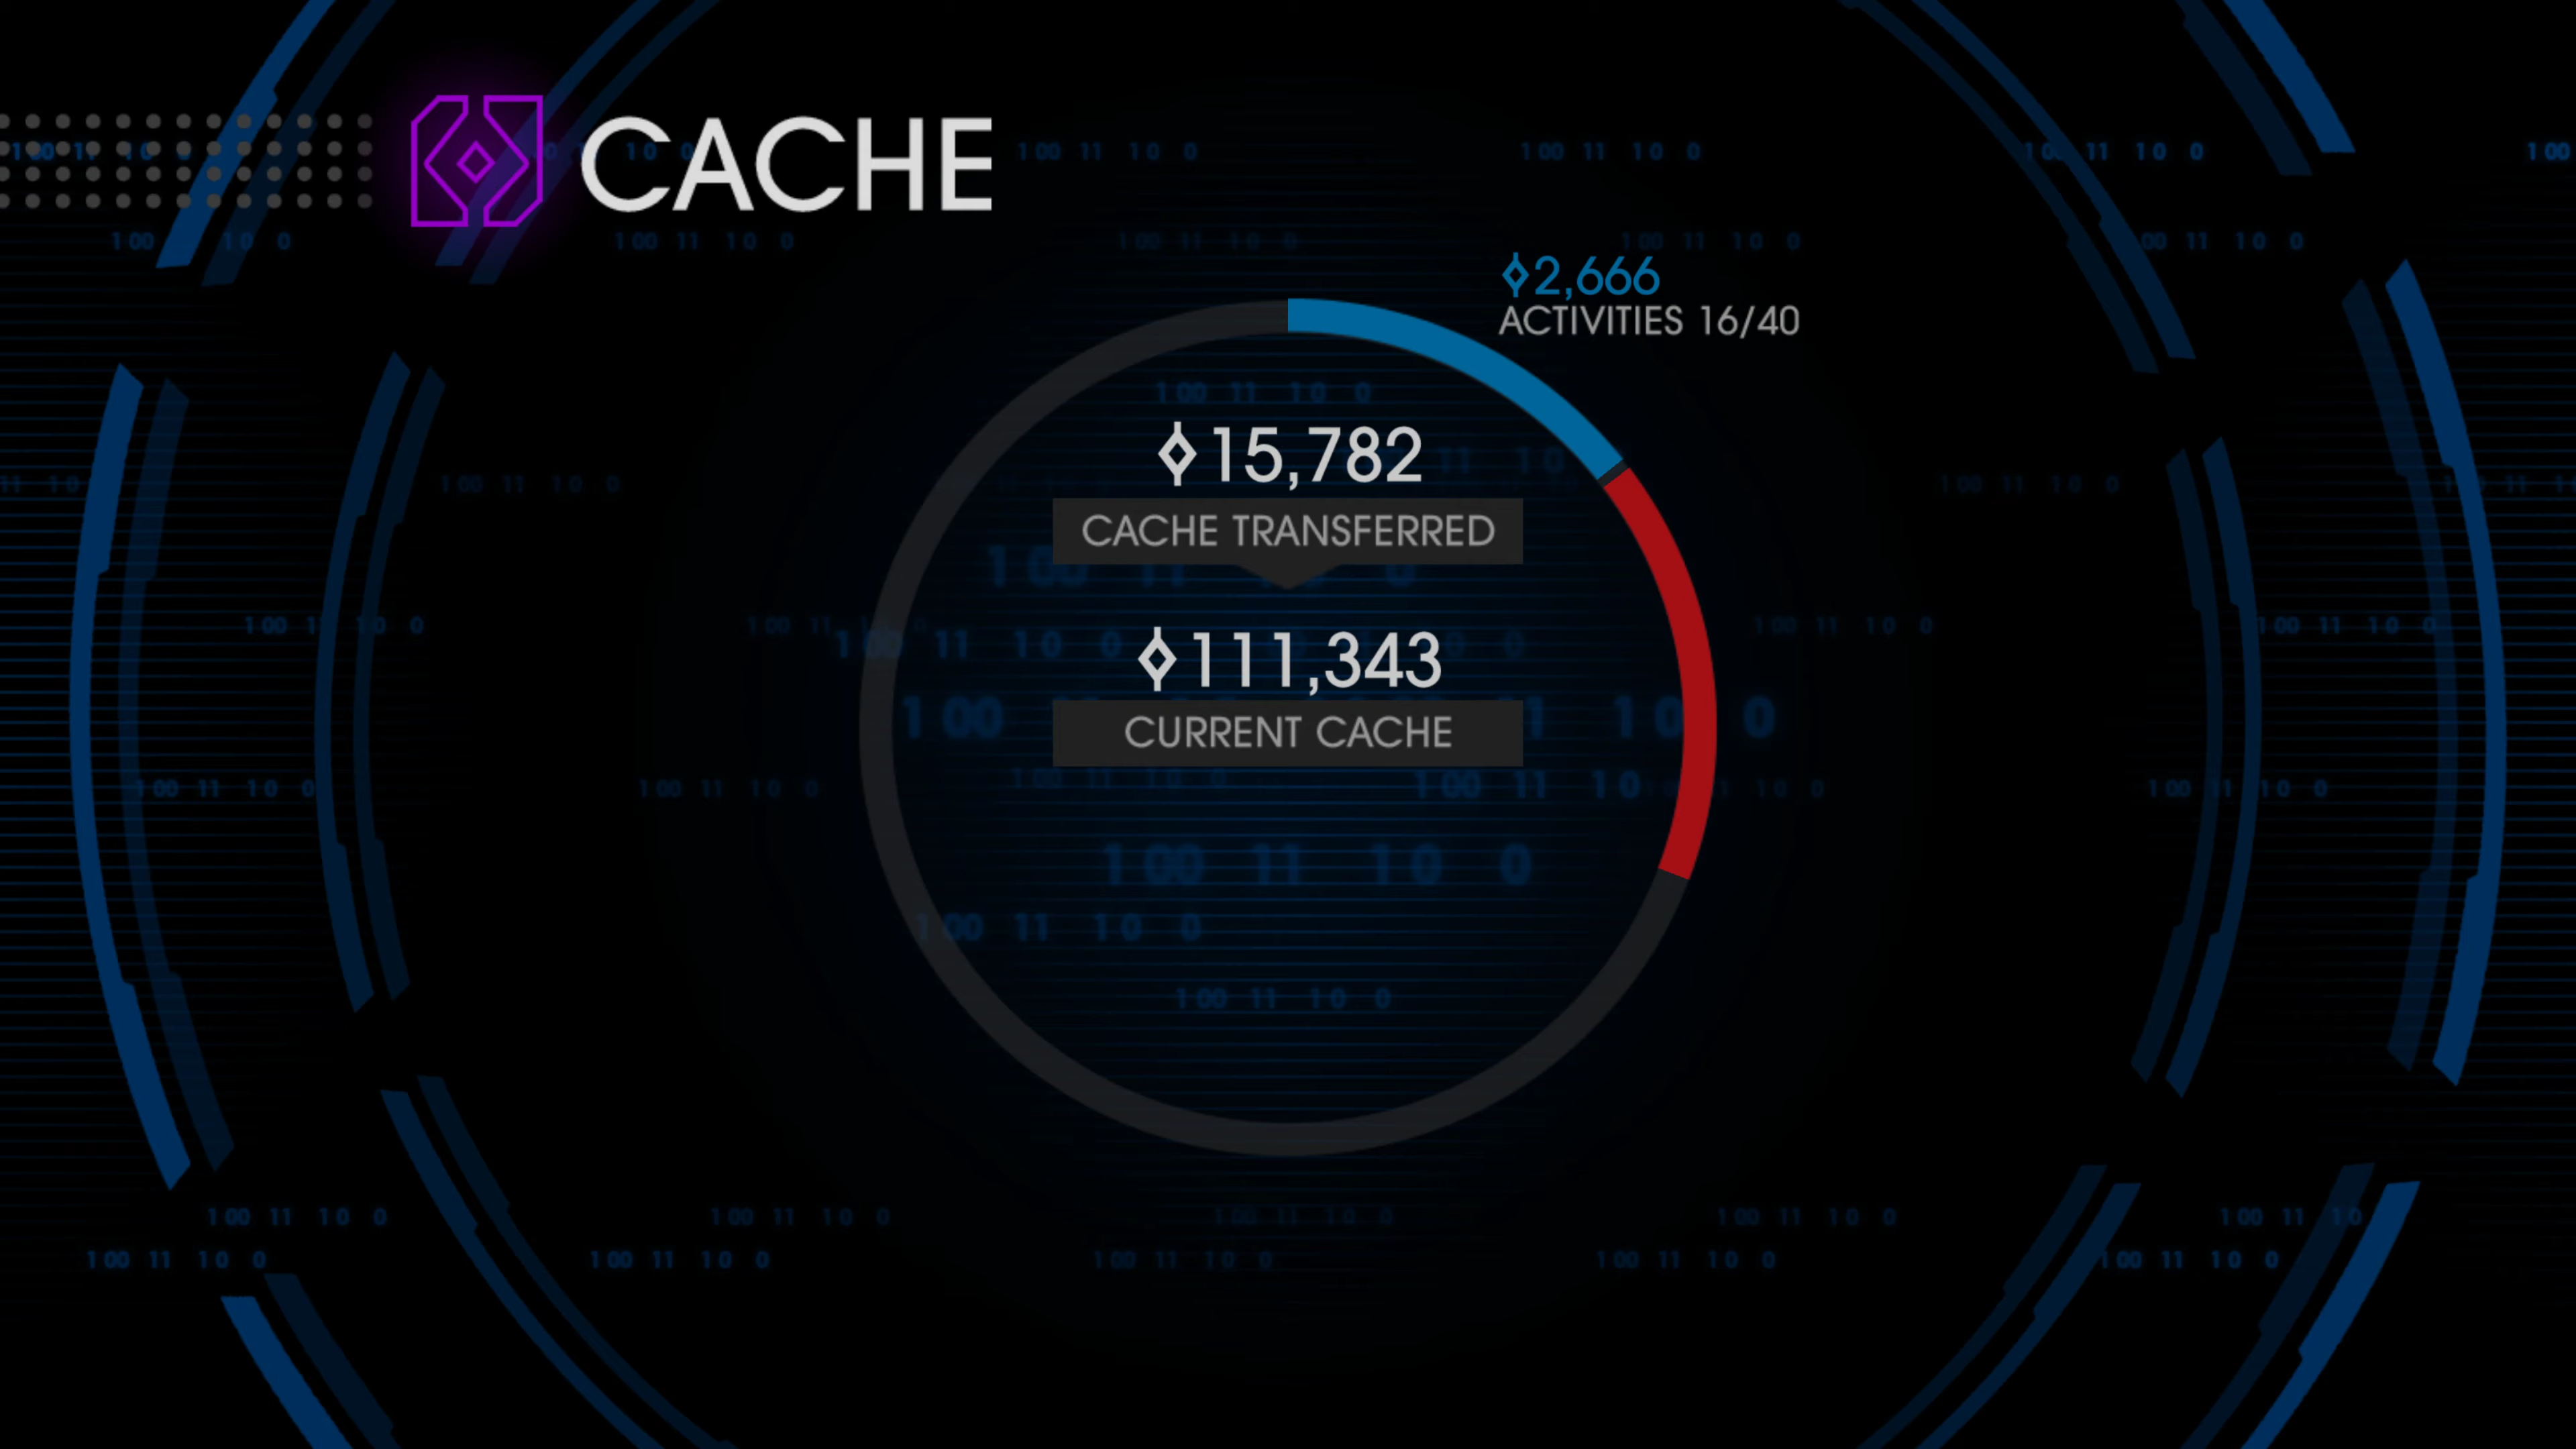 CACHE
2,666
ACTIVITIES 16/40
15,782
CACHE TRANSFERRED
111,343
CURRENT CACHE